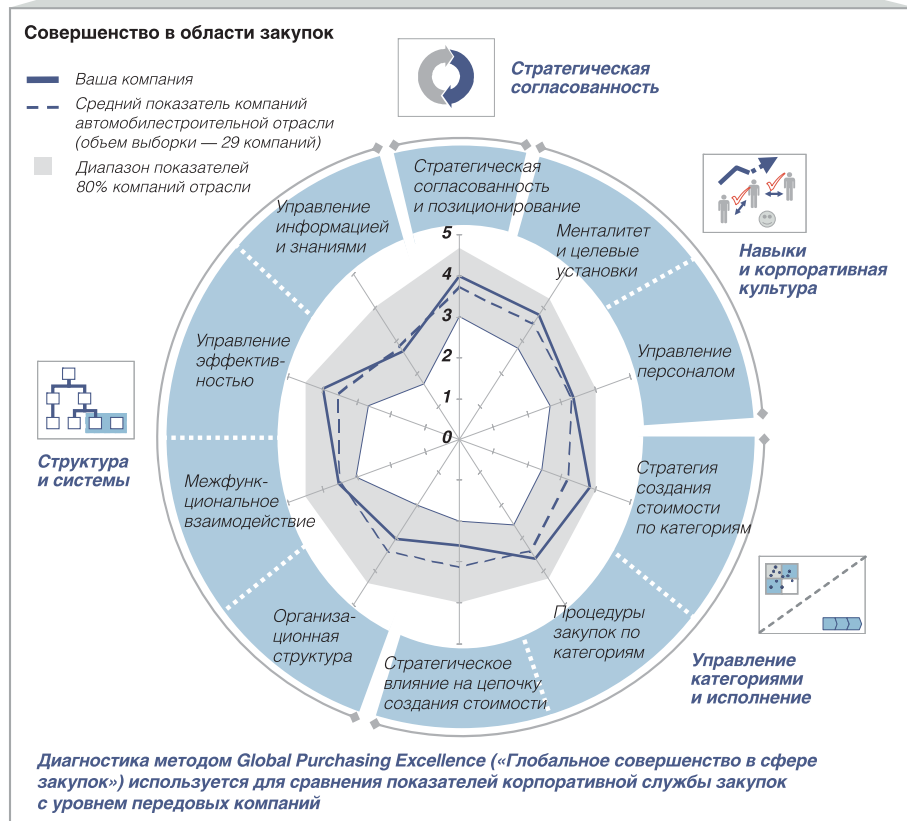 Совершенство в области закупок
Ваша компания
Средний показатель компаний
автомобилестроительной отрасли
(объем выборки — 29 компаний)
Диапазон показателей
80% компаний отрасли
Стратегическая
согласованность
Стратегическая
согласованность
и позиционирование
Менталитет
и целевые
установки
Навыки
и корпоративная
культура
Управление
персоналом
Стратегия
создания
стоимости
по категориям
Процедуры
закупок по
категориям
Управление
категориями
и исполнение
Стратегическое
влияние на цепочку
создания стоимости
Организа-
ционная
структура
Межфунк-
циональное
взаимодействие
Структура
и системы
Управление
эффектив-
ностью
Управление
информацией
и знаниями
5
4
3
2
1
0
Диагностика методом Global Purchasing Excellence («Глобальное совершенство в сфере
закупок») используется для сравнения показателей корпоративной службы закупок
с уровнем передовых компаний